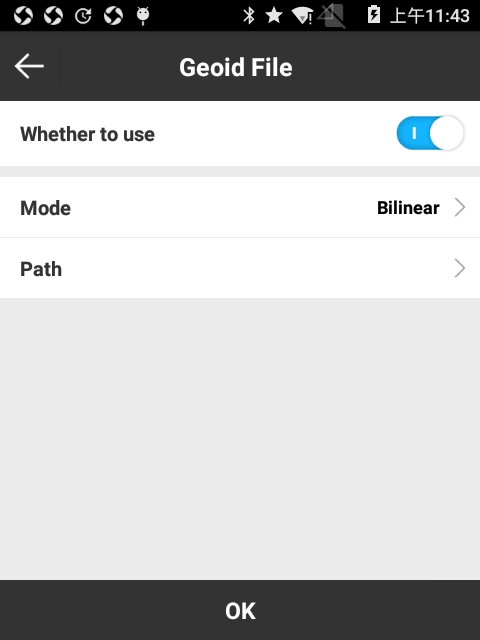 上午11:43
Geoid File
Whether to use
Mode
Bilinear
Path
OK